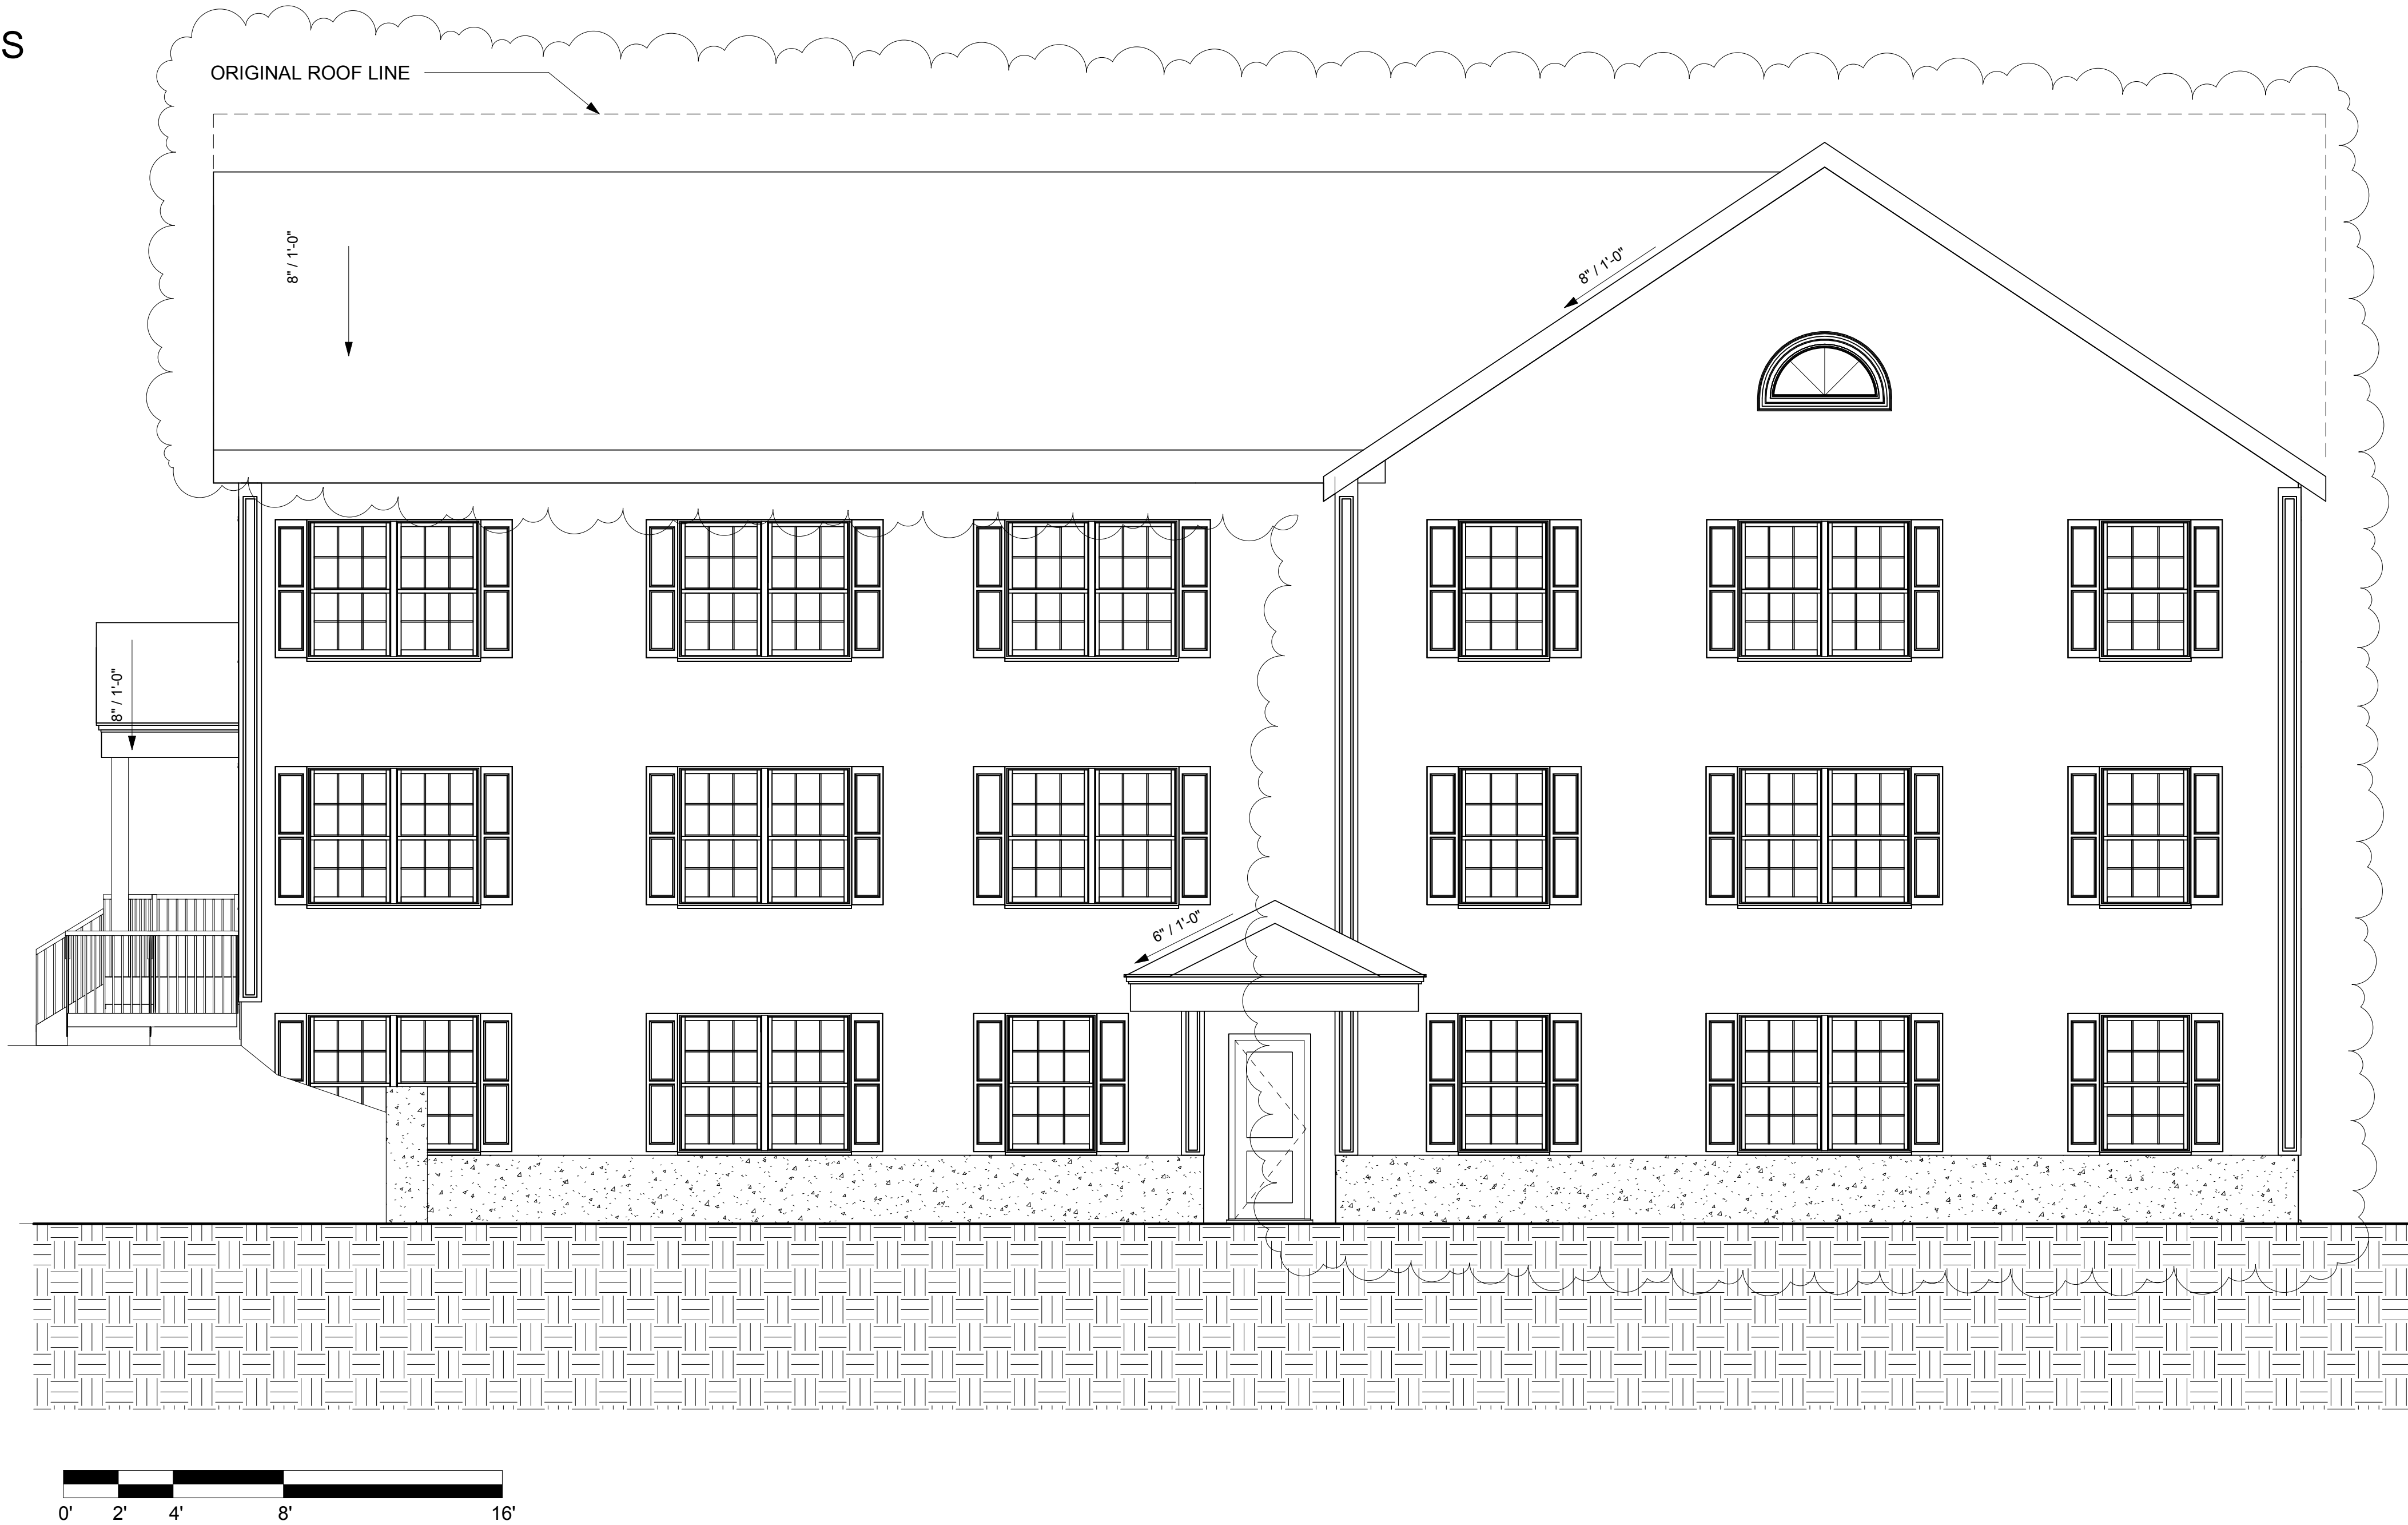 S
ORIGINAL ROOF LINE
8" / 1'-0"
8" / 1'-0"
8" / 1'-0"
6" / 1'-0"
0' 2' 4' 8' 16'